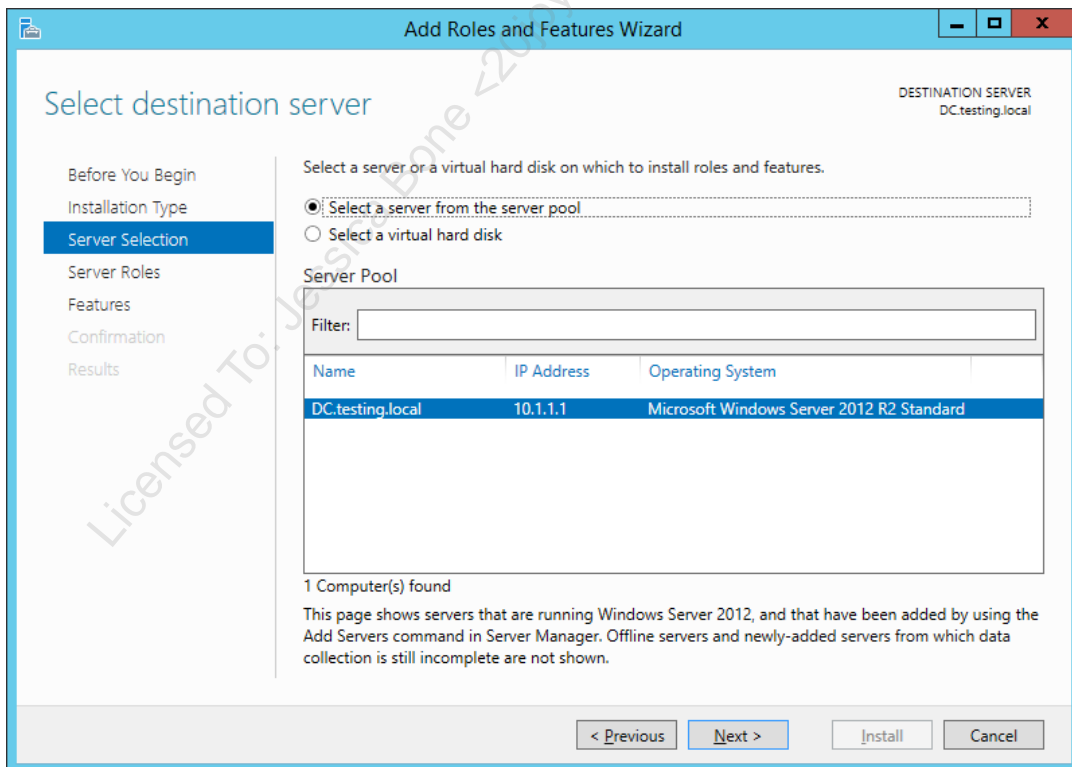 Add Roles and Features Wizard
Select destination server
DESTINATION SERVER
DC.testing.local
Before You Begin
Installation Type
Server Selection
Server Roles
Features
Confirmation
Results
Select a server or a virtual hard disk on which to install roles and features.
Select a server from the server pool
Select a virtual hard disk
Server Pool
Filter:
Name IP Address Operating System
DC.testing.local 10.1.1.1 Microsoft Windows Server 2012 R2 Standard
1 Computer(s) found
This page shows servers that are running Windows Server 2012, and that have been added by using the
Add Servers command in Server Manager. Offline servers and newly-added servers from which data
collection is still incomplete are not shown.
< Previous Next > Install Cancel
Licensed To: Jessica Bone